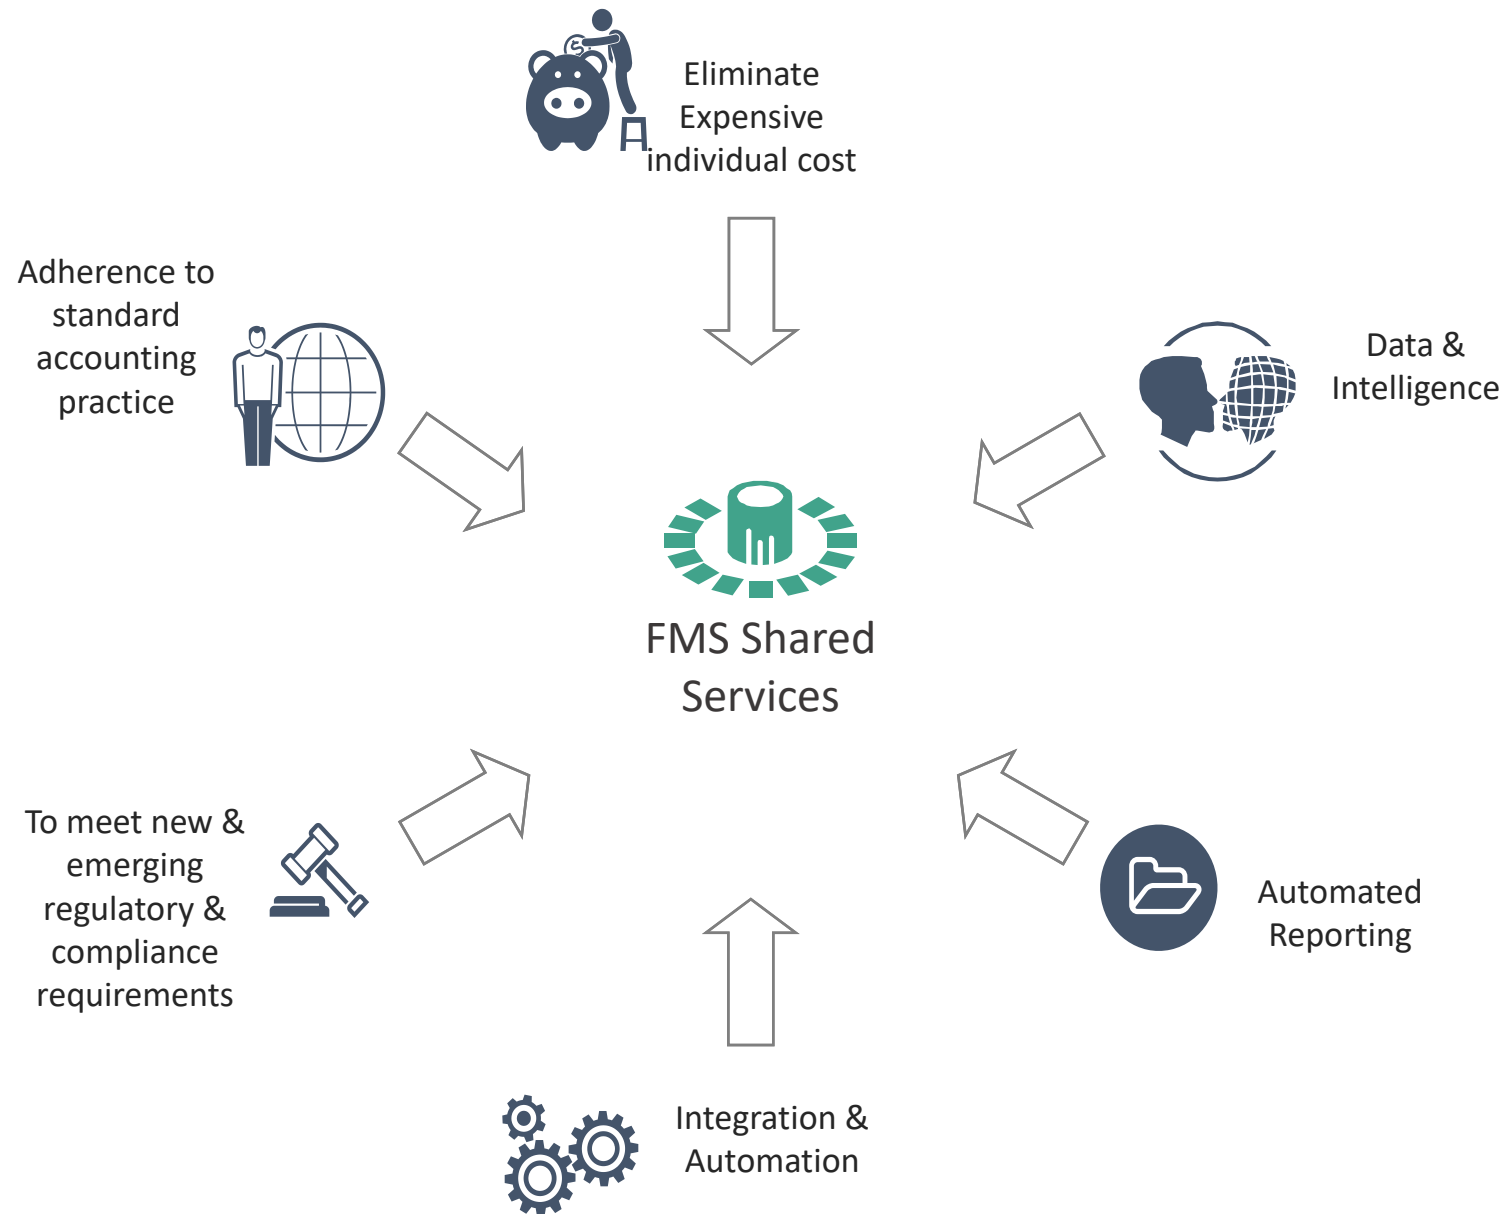 Eliminate
Expensive
individual cost
Adherence to
standard
accounting
practice
Data &
Intelligence
FMS Shared
Services
To meet new &
emerging
regulatory &
compliance
requirements
Automated
Reporting
Integration &
Automation